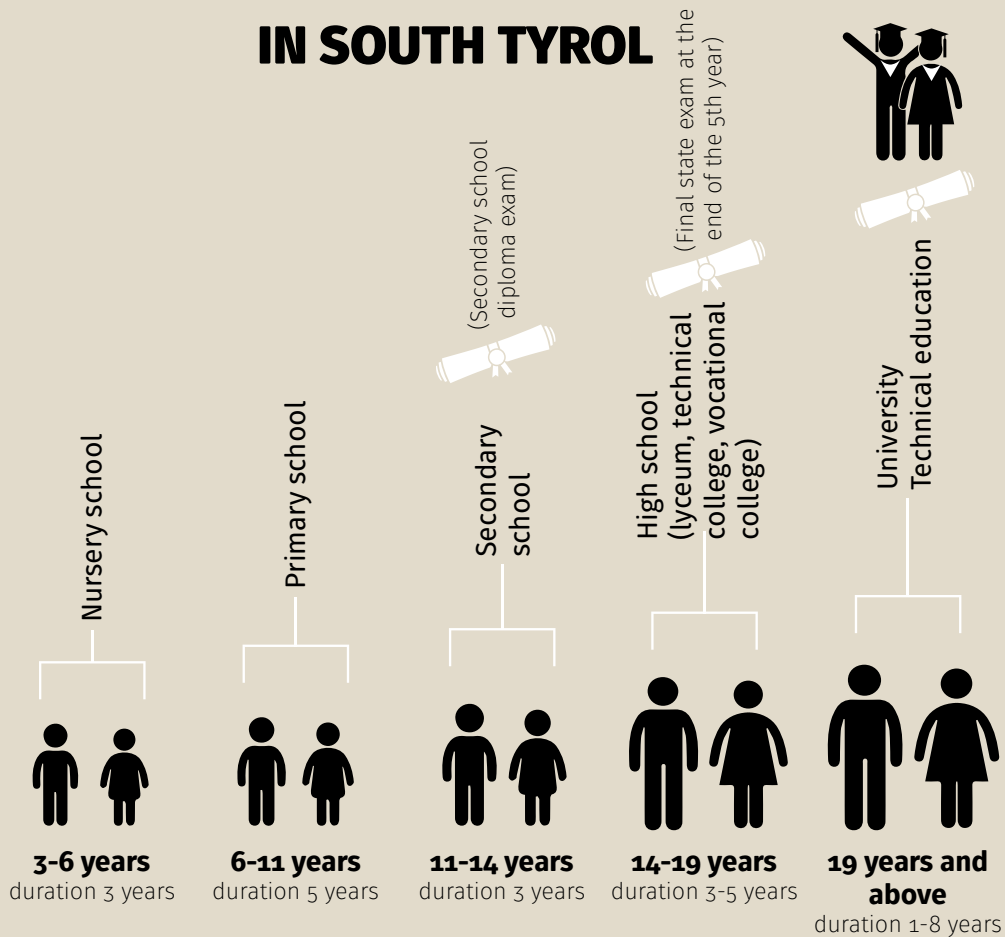 IN SOUTH TYROL
Nursery school
3-6 years
duration 3 years
Primary school
6-11 years
duration 5 years
(Secondary school
diploma exam)
Secondary
school
11-14 years
duration 3 years
(Final state exam at the
end of the 5th year)
High school
(lyceum, technical
college, vocational
college)
14-19 years
duration 3-5 years
University
Technical education
19 years and
above
duration 1-8 years